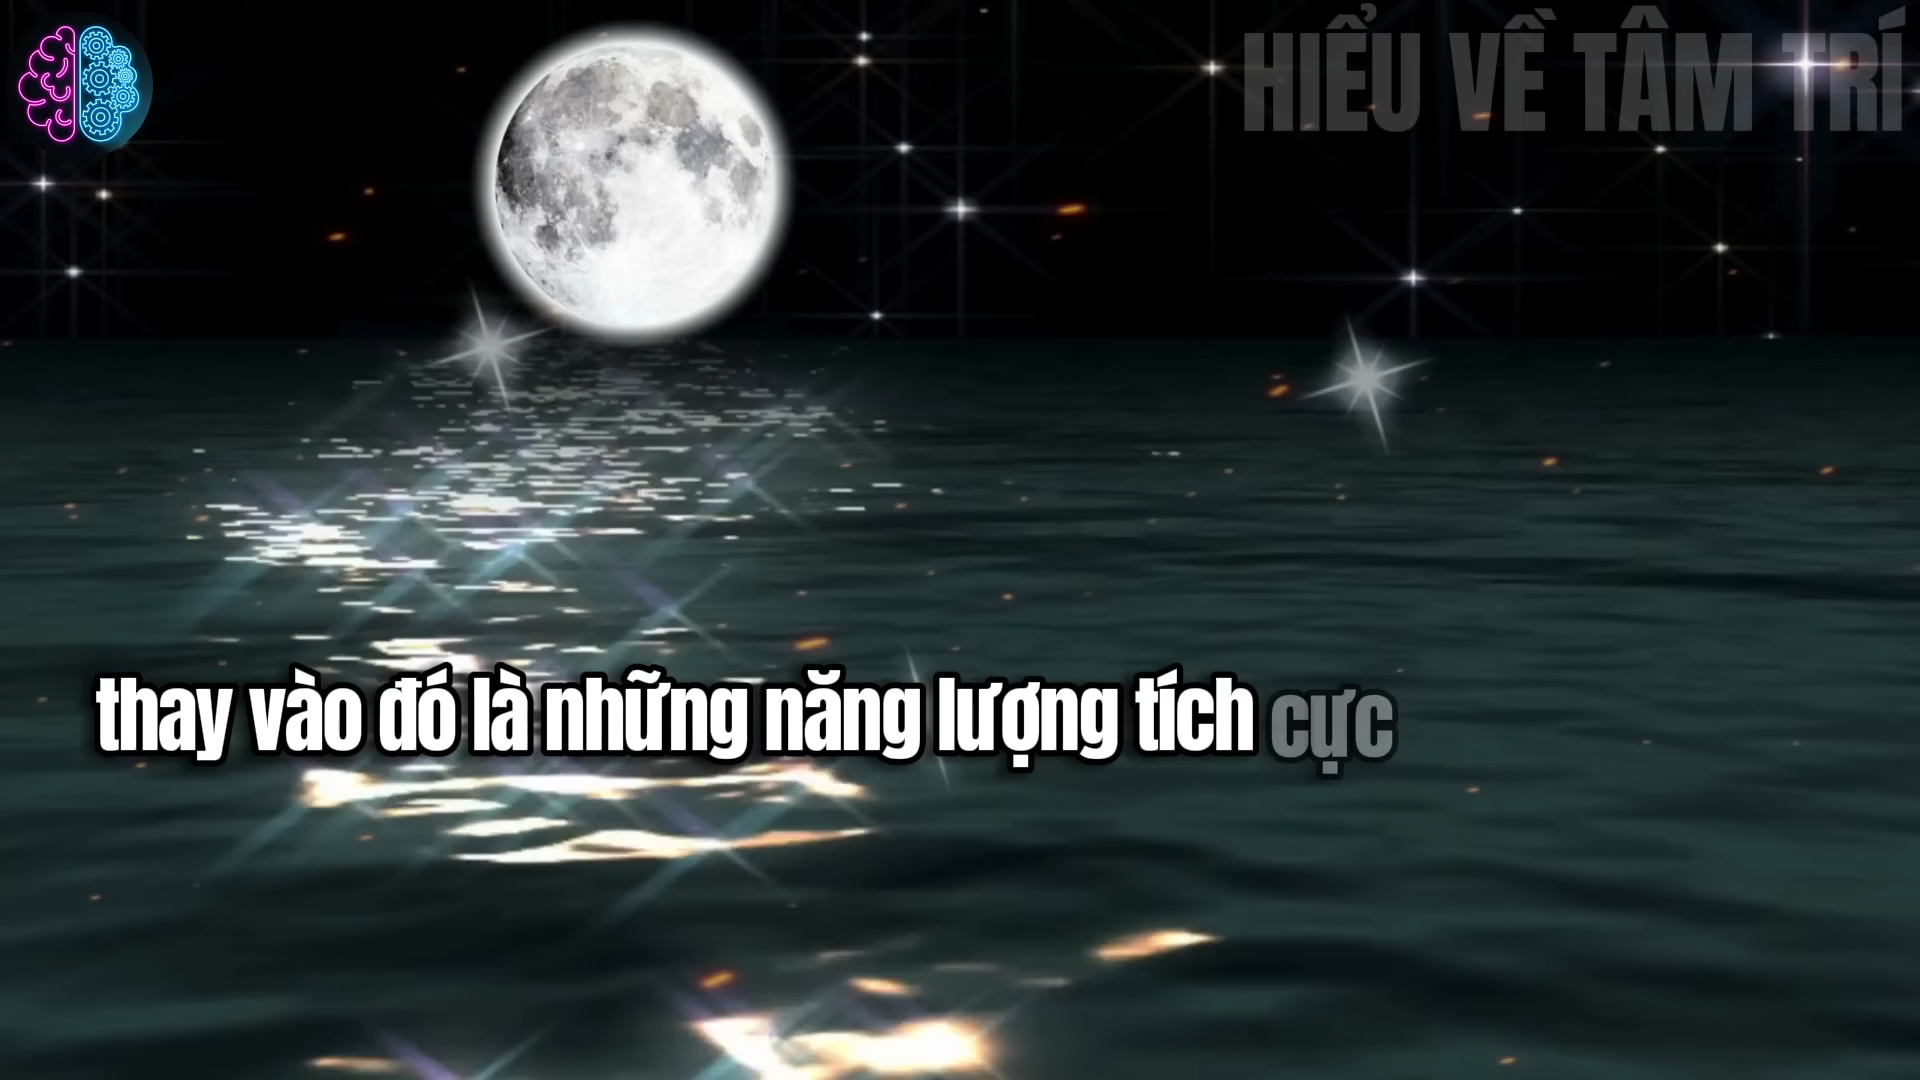 HIỂU VỀ TÂM TRÍ
thay vào đó là những năng lượng tích cực